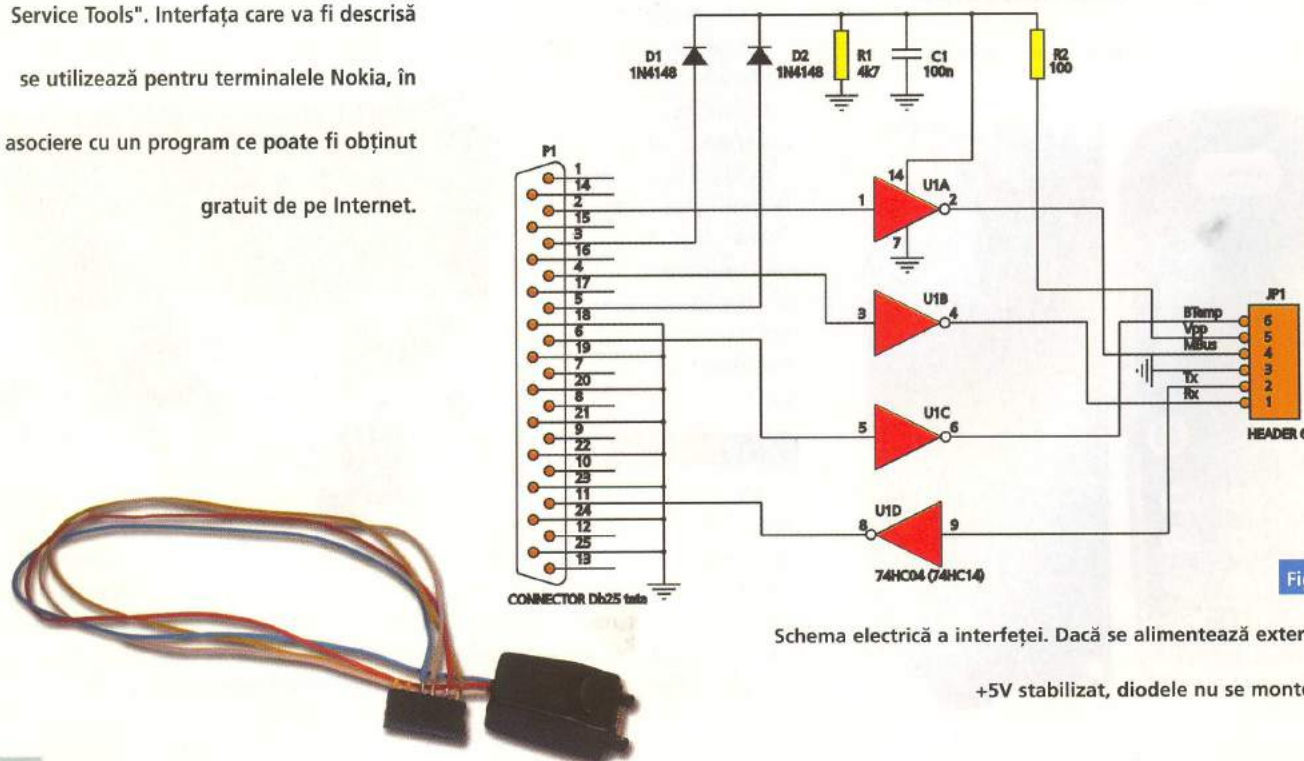 Service Tools". Interfața care va fi descrisă
se utilizează pentru terminalele Nokia, în
asociere cu un program ce poate fi obținut
gratuit de pe Internet.
D1
1N4148
D2
1N4148
R1
4k7
C1
100n
R2
100
P1
1
14
2
15
3
16
4
17
5
18
6
19
7
20
8
21
9
22
10
23
11
24
12
25
13
CONNECTOR Db25 tata
14
U1A
1
2
7
U1B
3
4
U1C
5
6
U1D
8
9
74HC04 (74HC14)
JP1
BTemp
6
Vpp
5
MBus
4
3
Tx
2
Rx
1
HEADER
Schema electrică a interfeței. Dacă se alimentează
+5V stabilizat, diodele nu se